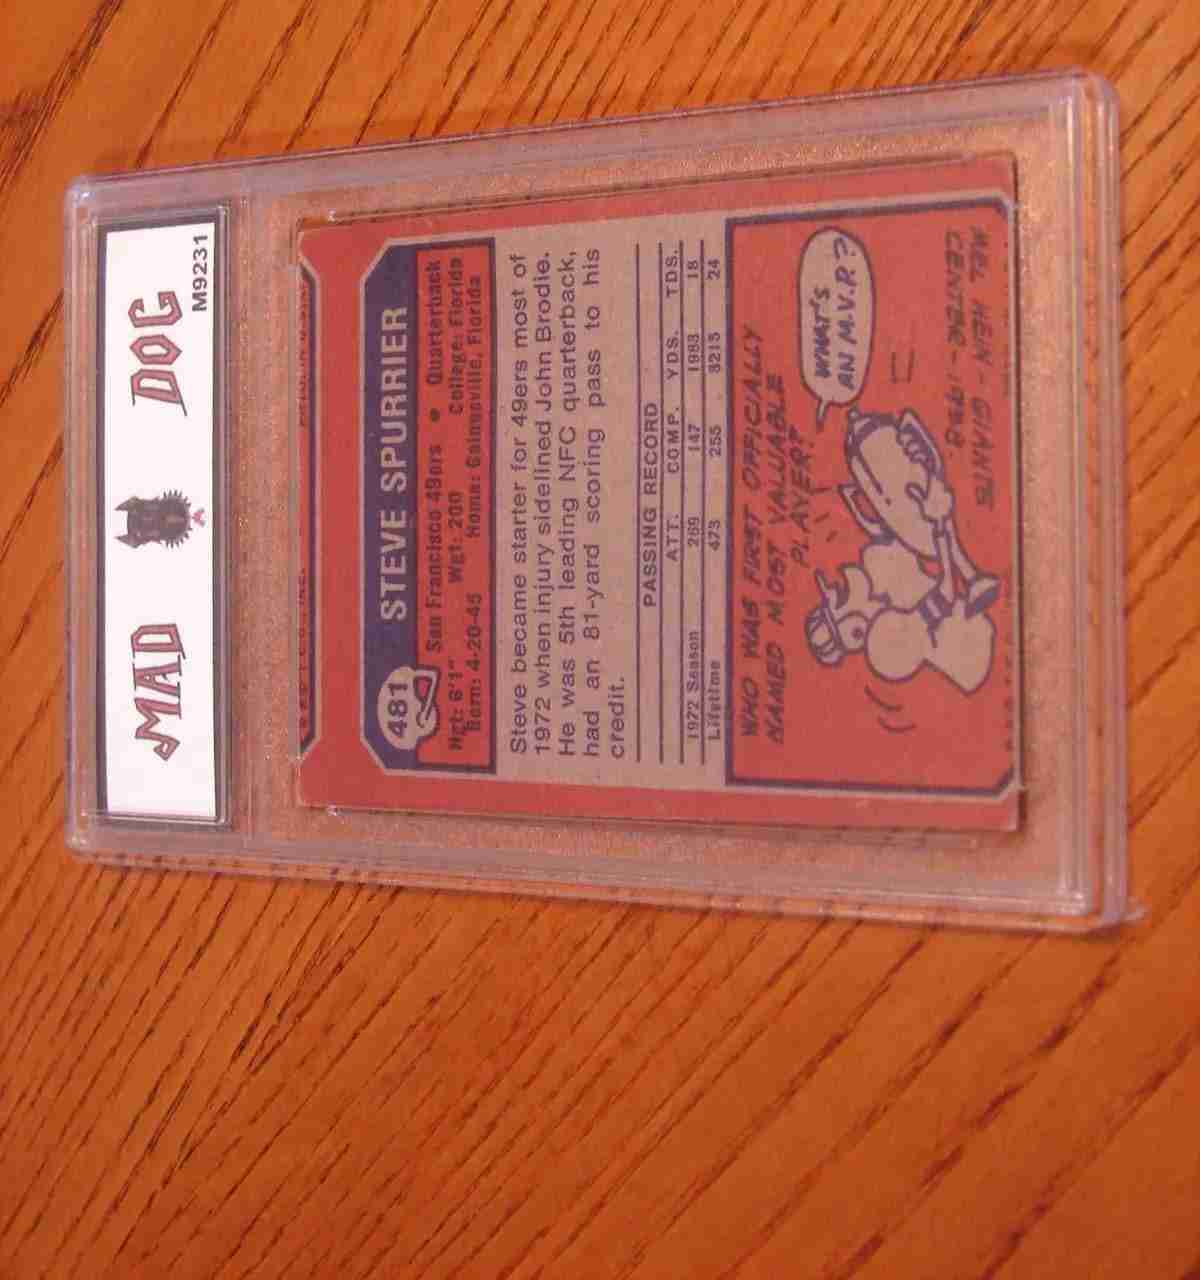 MAD DOG
M9231
481
STEVE SPURRIER
San Francisco 49ers • Quarterback
Hgt: 6'1" Wgt: 200 College: Florida
Born: 4-20-45 Home: Gainesville, Florida
Steve became starter for 49ers most of
1972 when injury sidelined John Brodie.
He was 5th leading NFC quarterback,
had an 81-yard scoring pass to his
credit.
PASSING RECORD
ATT. COMP. YDS. TDS.
1972 Season 269 147 1983 18
Lifetime 473 255 3215 24
WHO WAS FIRST OFFICIALLY
NAMED MOST VALUABLE
PLAYER?
WHAT'S
AN M.V.P.?
MEL HEIN - GIANTS
CENTER, 1938.